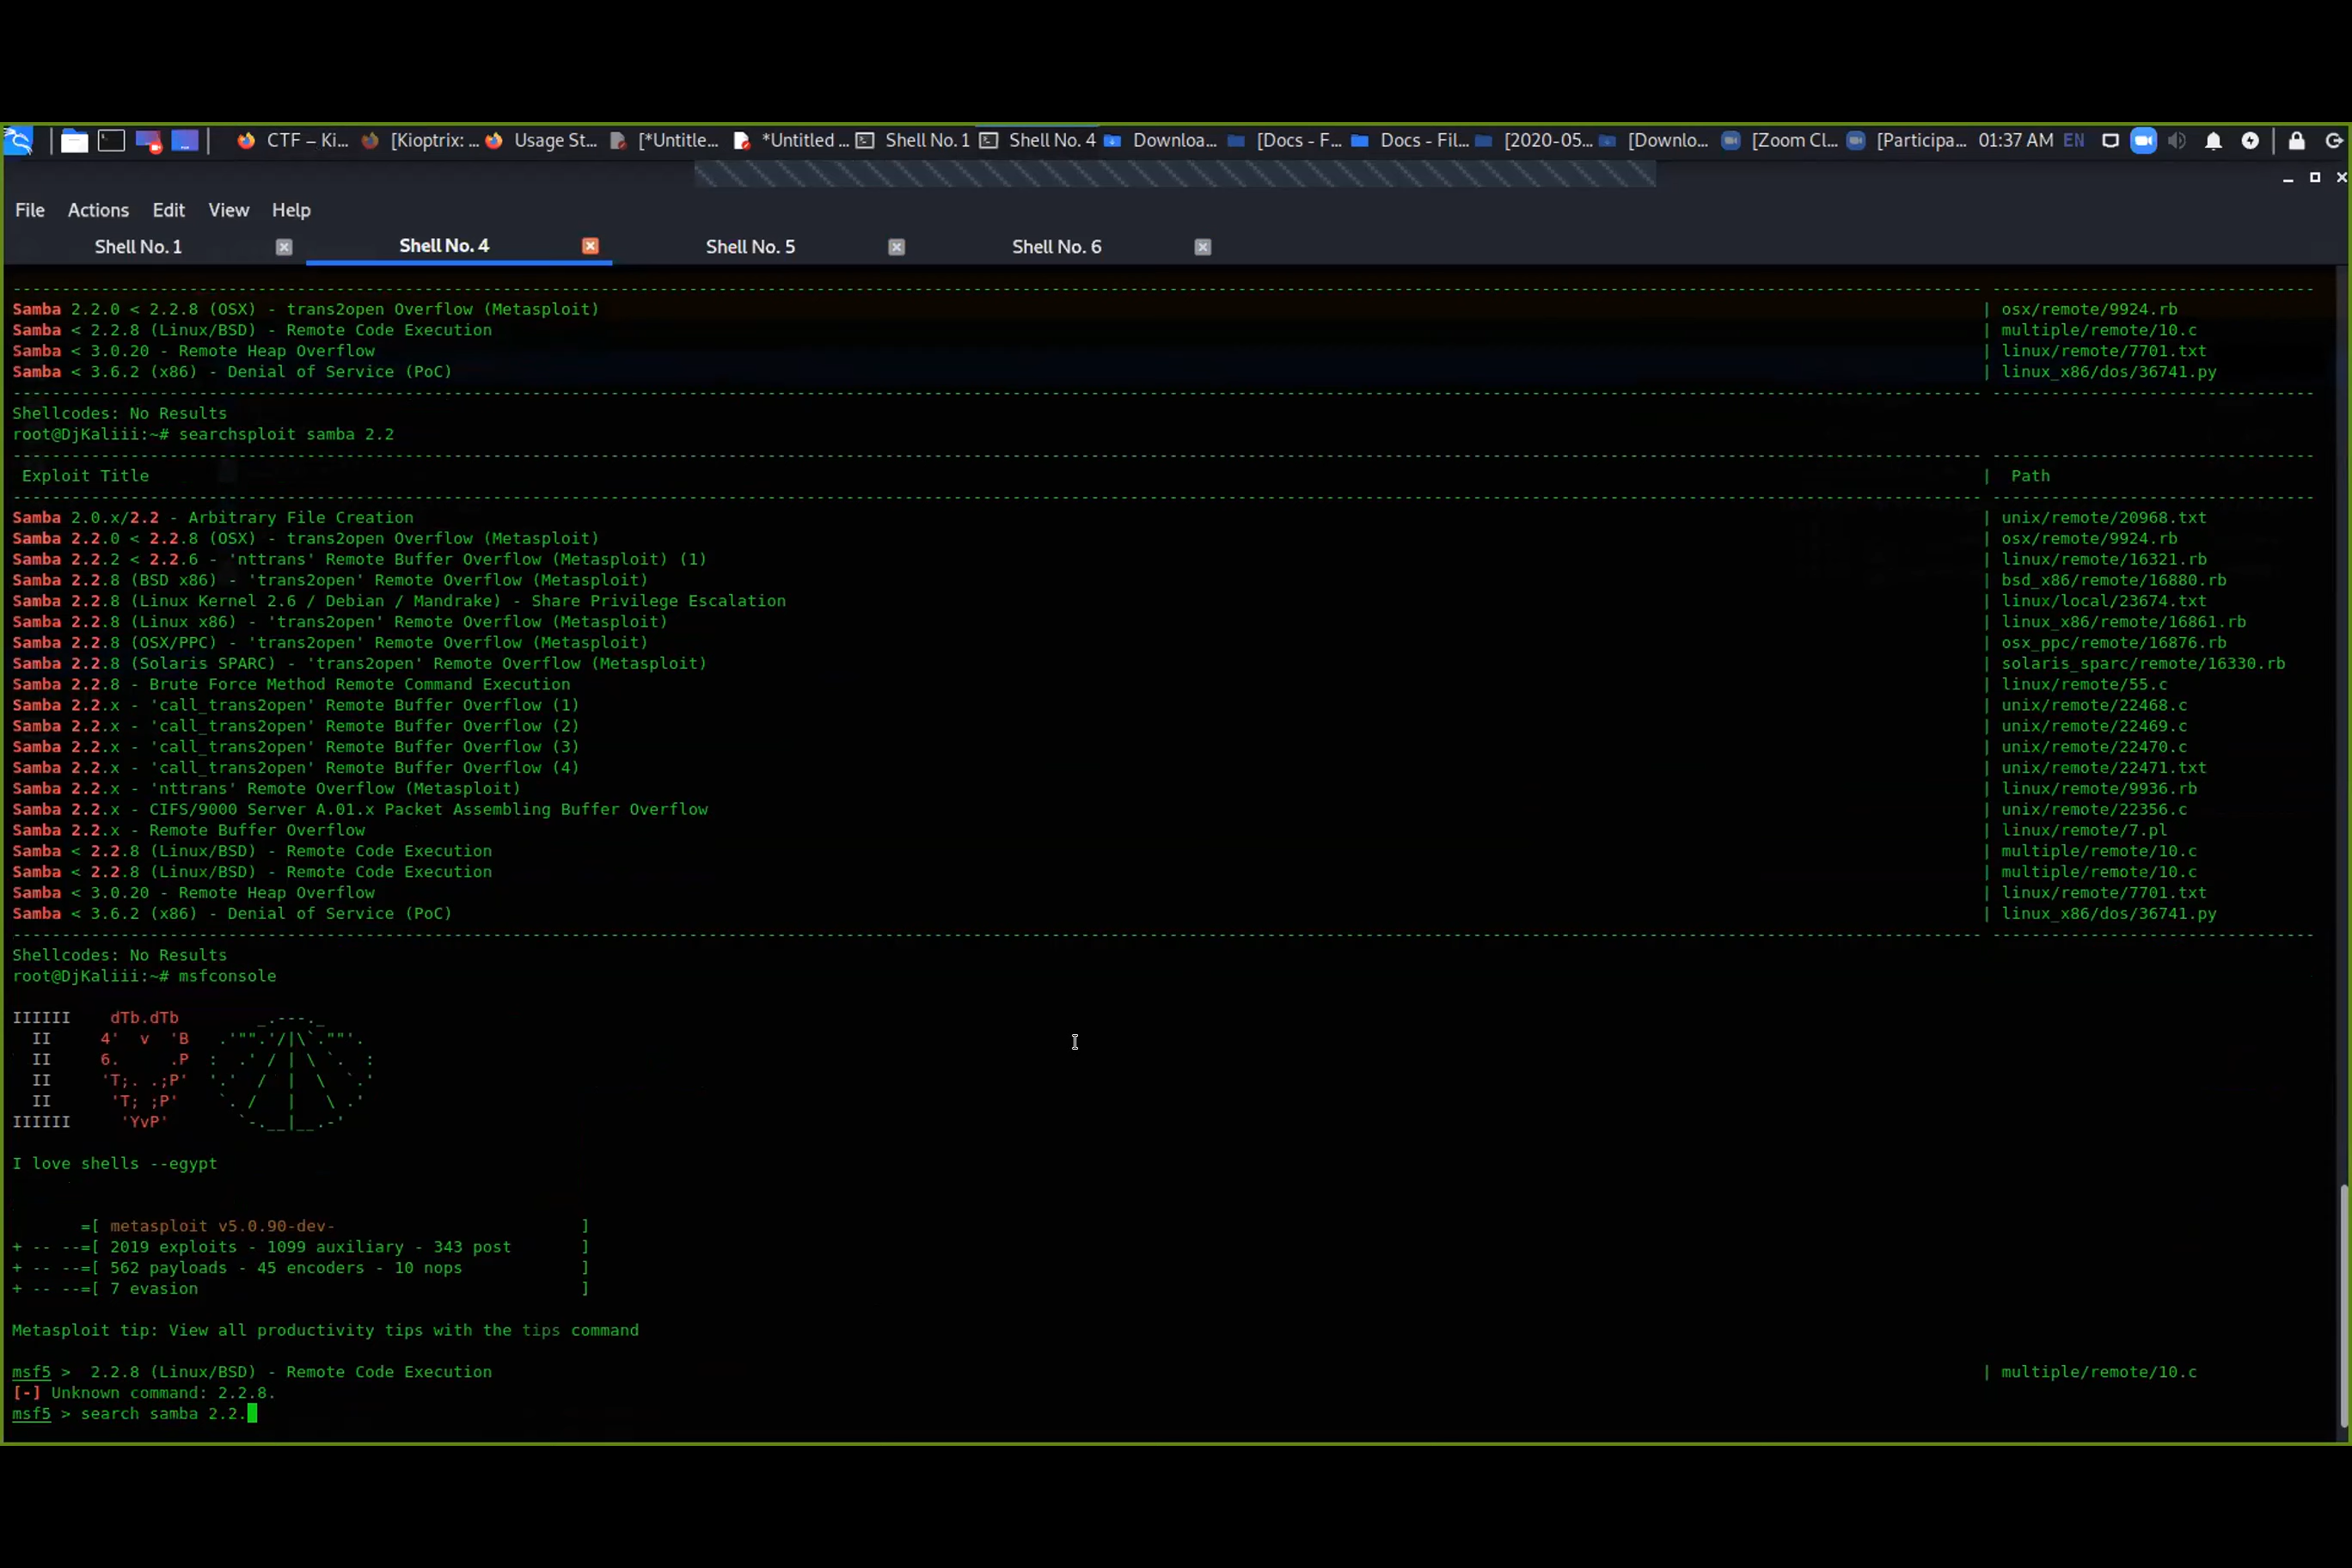 CTF – Ki... [Kioptrix: ... Usage St... [*Untitle... *Untitled ... Shell No. 1 Shell No. 4 Downloa... [Docs - F... Docs - Fil... [2020-05... [Downlo... [Zoom Cl... [Participa... 01:37 AM EN
File Actions Edit View Help
Shell No. 1 Shell No. 4 Shell No. 5 Shell No. 6
Samba 2.2.0 < 2.2.8 (OSX) - trans2open Overflow (Metasploit) | osx/remote/9924.rb
Samba < 2.2.8 (Linux/BSD) - Remote Code Execution | multiple/remote/10.c
Samba < 3.0.20 - Remote Heap Overflow | linux/remote/7701.txt
Samba < 3.6.2 (x86) - Denial of Service (PoC) | linux_x86/dos/36741.py
Shellcodes: No Results
root@DjKaliii:~# searchsploit samba 2.2
Exploit Title | Path
Samba 2.0.x/2.2 - Arbitrary File Creation | unix/remote/20968.txt
Samba 2.2.0 < 2.2.8 (OSX) - trans2open Overflow (Metasploit) | osx/remote/9924.rb
Samba 2.2.2 < 2.2.6 - 'nttrans' Remote Buffer Overflow (Metasploit) (1) | linux/remote/16321.rb
Samba 2.2.8 (BSD x86) - 'trans2open' Remote Overflow (Metasploit) | bsd_x86/remote/16880.rb
Samba 2.2.8 (Linux Kernel 2.6 / Debian / Mandrake) - Share Privilege Escalation | linux/local/23674.txt
Samba 2.2.8 (Linux x86) - 'trans2open' Remote Overflow (Metasploit) | linux_x86/remote/16861.rb
Samba 2.2.8 (OSX/PPC) - 'trans2open' Remote Overflow (Metasploit) | osx_ppc/remote/16876.rb
Samba 2.2.8 (Solaris SPARC) - 'trans2open' Remote Overflow (Metasploit) | solaris_sparc/remote/16330.rb
Samba 2.2.8 - Brute Force Method Remote Command Execution | linux/remote/55.c
Samba 2.2.x - 'call_trans2open' Remote Buffer Overflow (1) | unix/remote/22468.c
Samba 2.2.x - 'call_trans2open' Remote Buffer Overflow (2) | unix/remote/22469.c
Samba 2.2.x - 'call_trans2open' Remote Buffer Overflow (3) | unix/remote/22470.c
Samba 2.2.x - 'call_trans2open' Remote Buffer Overflow (4) | unix/remote/22471.txt
Samba 2.2.x - 'nttrans' Remote Overflow (Metasploit) | linux/remote/9936.rb
Samba 2.2.x - CIFS/9000 Server A.01.x Packet Assembling Buffer Overflow | unix/remote/22356.c
Samba 2.2.x - Remote Buffer Overflow | linux/remote/7.pl
Samba < 2.2.8 (Linux/BSD) - Remote Code Execution | multiple/remote/10.c
Samba < 2.2.8 (Linux/BSD) - Remote Code Execution | multiple/remote/10.c
Samba < 3.0.20 - Remote Heap Overflow | linux/remote/7701.txt
Samba < 3.6.2 (x86) - Denial of Service (PoC) | linux_x86/dos/36741.py
Shellcodes: No Results
root@DjKaliii:~# msfconsole
IIIIII    dTb.dTb        _.---._
  II     4'  v  'B   .'"".'/|\`.""'.
  II     6.     .P  :  .' / | \ `.  :
  II     'T;. .;P'  '.'  /  |  \  `.'
  II      'T; ;P'    `. /   |   \ .'
IIIIII     'YvP'       `-.__|__.-'
I love shells --egypt
=[ metasploit v5.0.90-dev- ]
+ -- --=[ 2019 exploits - 1099 auxiliary - 343 post ]
+ -- --=[ 562 payloads - 45 encoders - 10 nops ]
+ -- --=[ 7 evasion ]
Metasploit tip: View all productivity tips with the tips command
msf5 >  2.2.8 (Linux/BSD) - Remote Code Execution | multiple/remote/10.c
[-] Unknown command: 2.2.8.
msf5 > search samba 2.2.